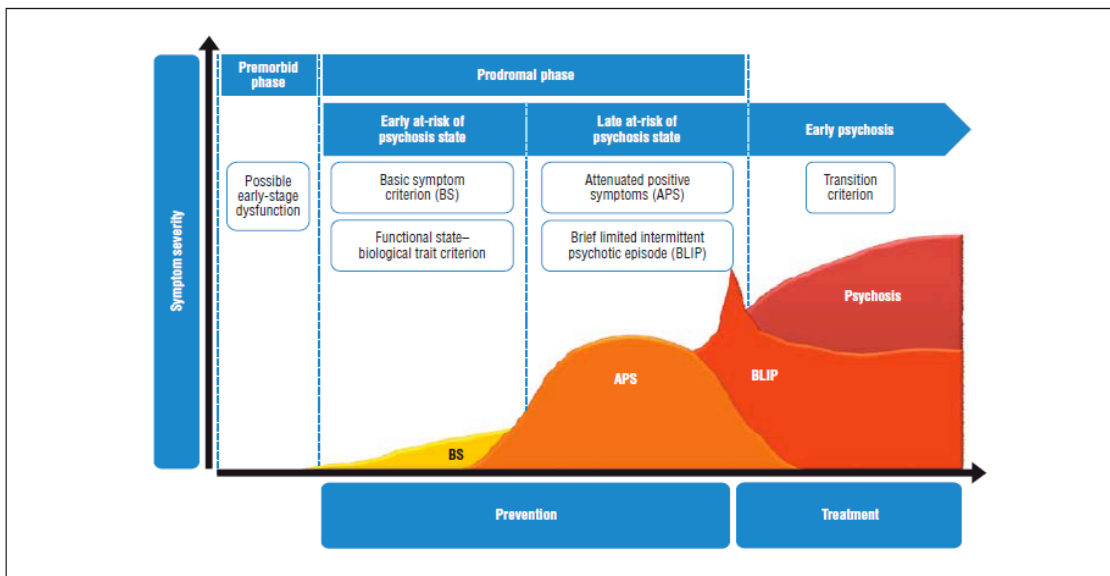 Symptom severity
Premorbid
phase
Prodromal phase
Early at-risk of
psychosis state
Late at-risk of
psychosis state
Early psychosis
Possible
early-stage
dysfunction
Basic symptom
criterion (BS)
Attenuated positive
symptoms (APS)
Transition
criterion
Functional state–
biological trait criterion
Brief limited intermittent
psychotic episode (BLIP)
Psychosis
APS
BLIP
BS
Prevention
Treatment